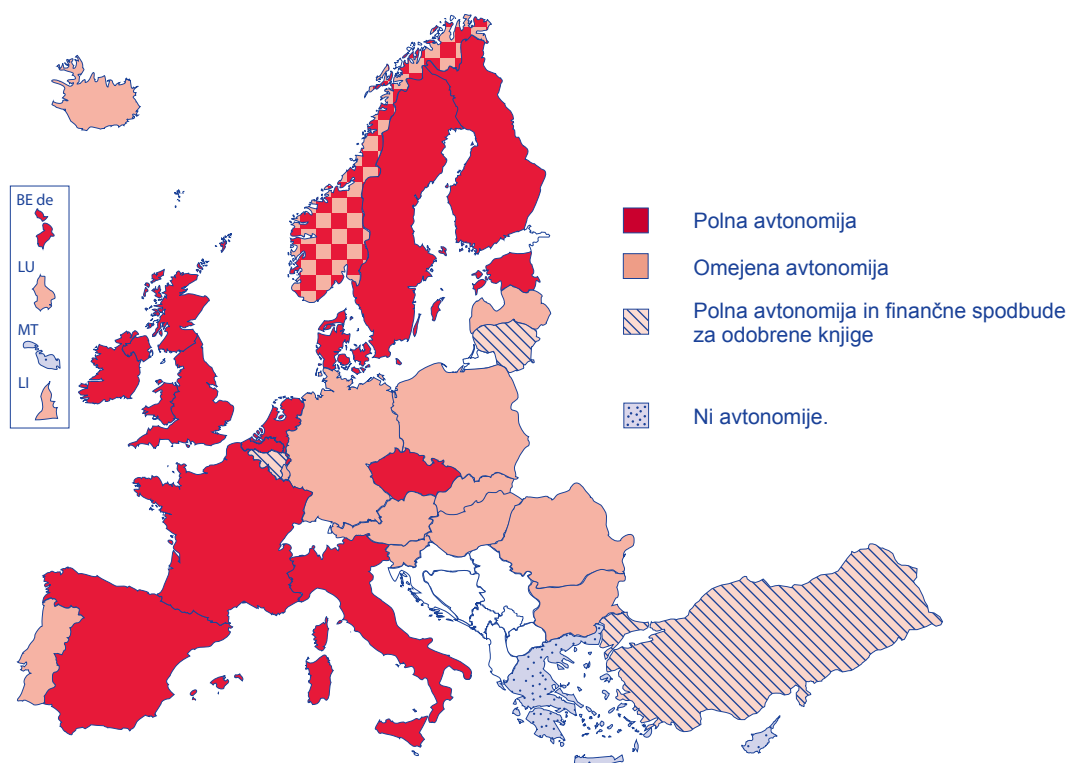 BE de
LU
MT
LI
Polna avtonomija
Omejena avtonomija
Polna avtonomija in finančne spodbude
za odobrene knjige
Ni avtonomije.